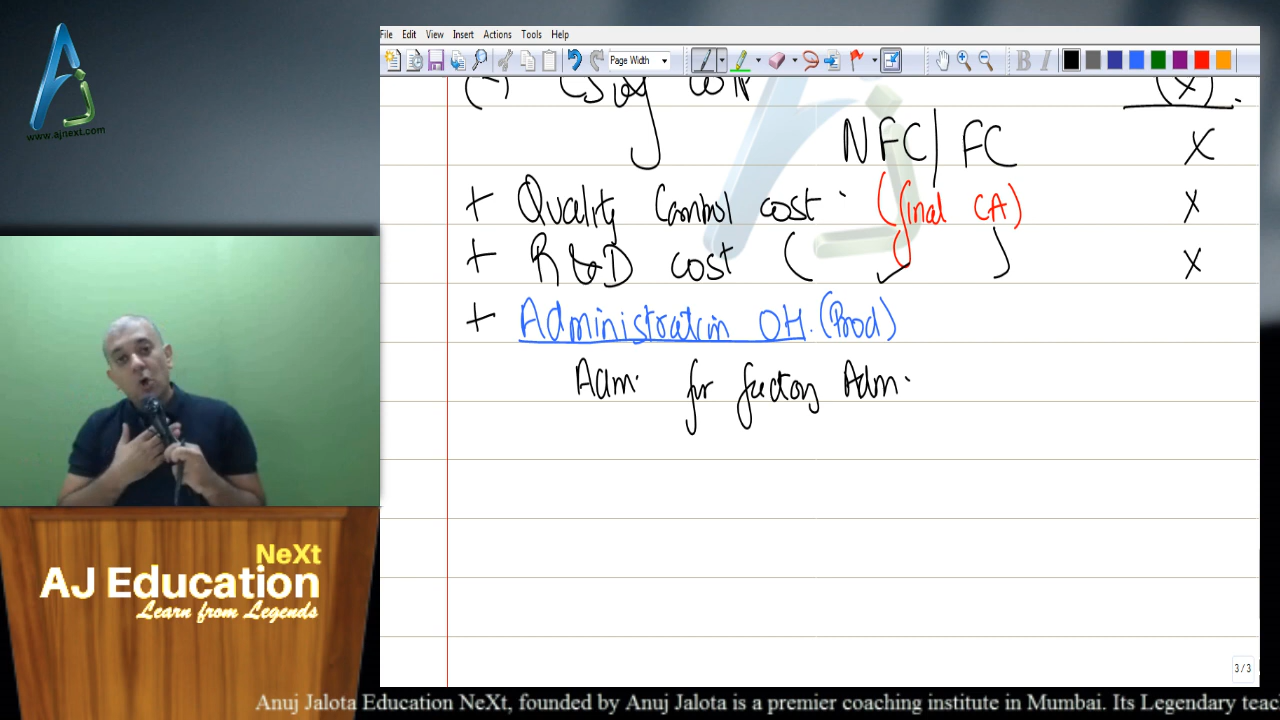 File Edit View Insert Actions Tools Help
Page Width
B I
www.ajnext.com
(-) (X).
NFC | FC X
+ Quality Control cost. (final CA) X
+ R & D cost ( ) X
+ Administration OH. (Prod)
Adm. for factory Adm.
NeXt
AJ Education
Learn from Legends
3/3
Anuj Jalota Education NeXt, founded by Anuj Jalota is a premier coaching institute in Mumbai. Its Legendary teac